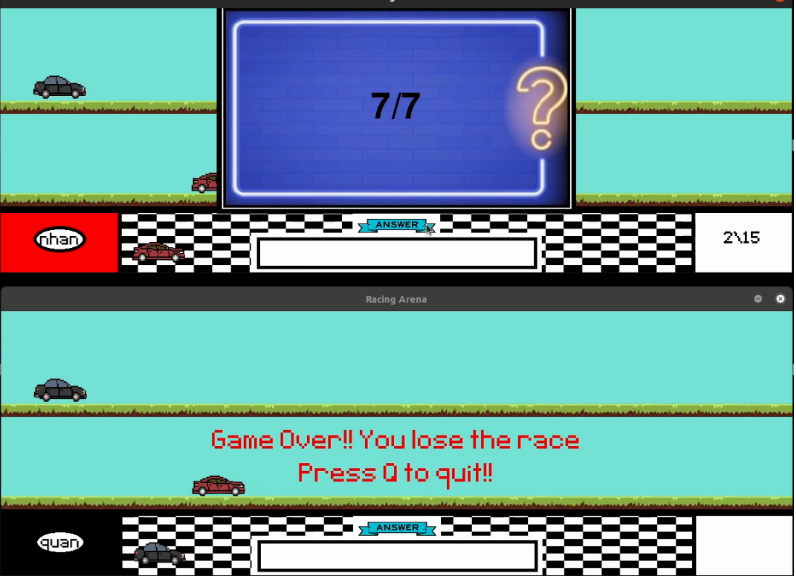 7/7
nhan
ANSWER
2\15
Racing Arena
Game Over!! You lose the race
Press Q to quit!!
quan
ANSWER